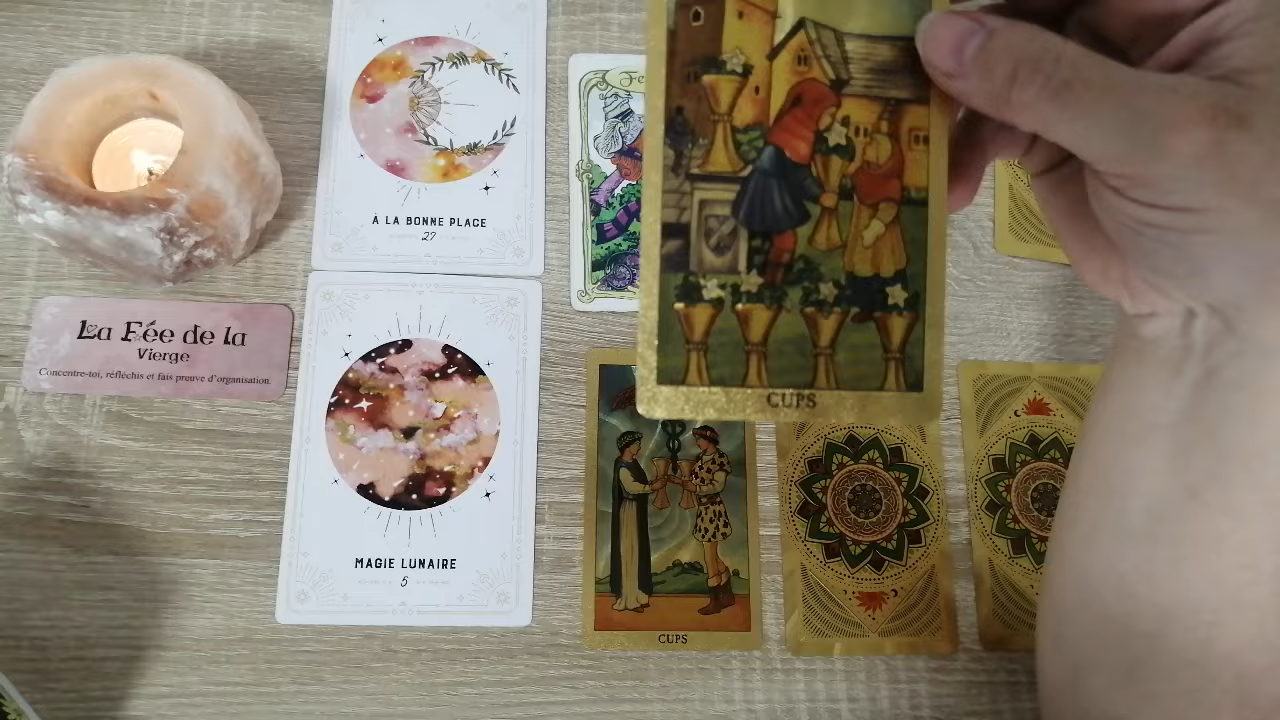 À LA BONNE PLACE
27
La Fée de la
Vierge
Concentre-toi, réfléchis et fais preuve d'organisation.
MAGIE LUNAIRE
5
CUPS
CUPS